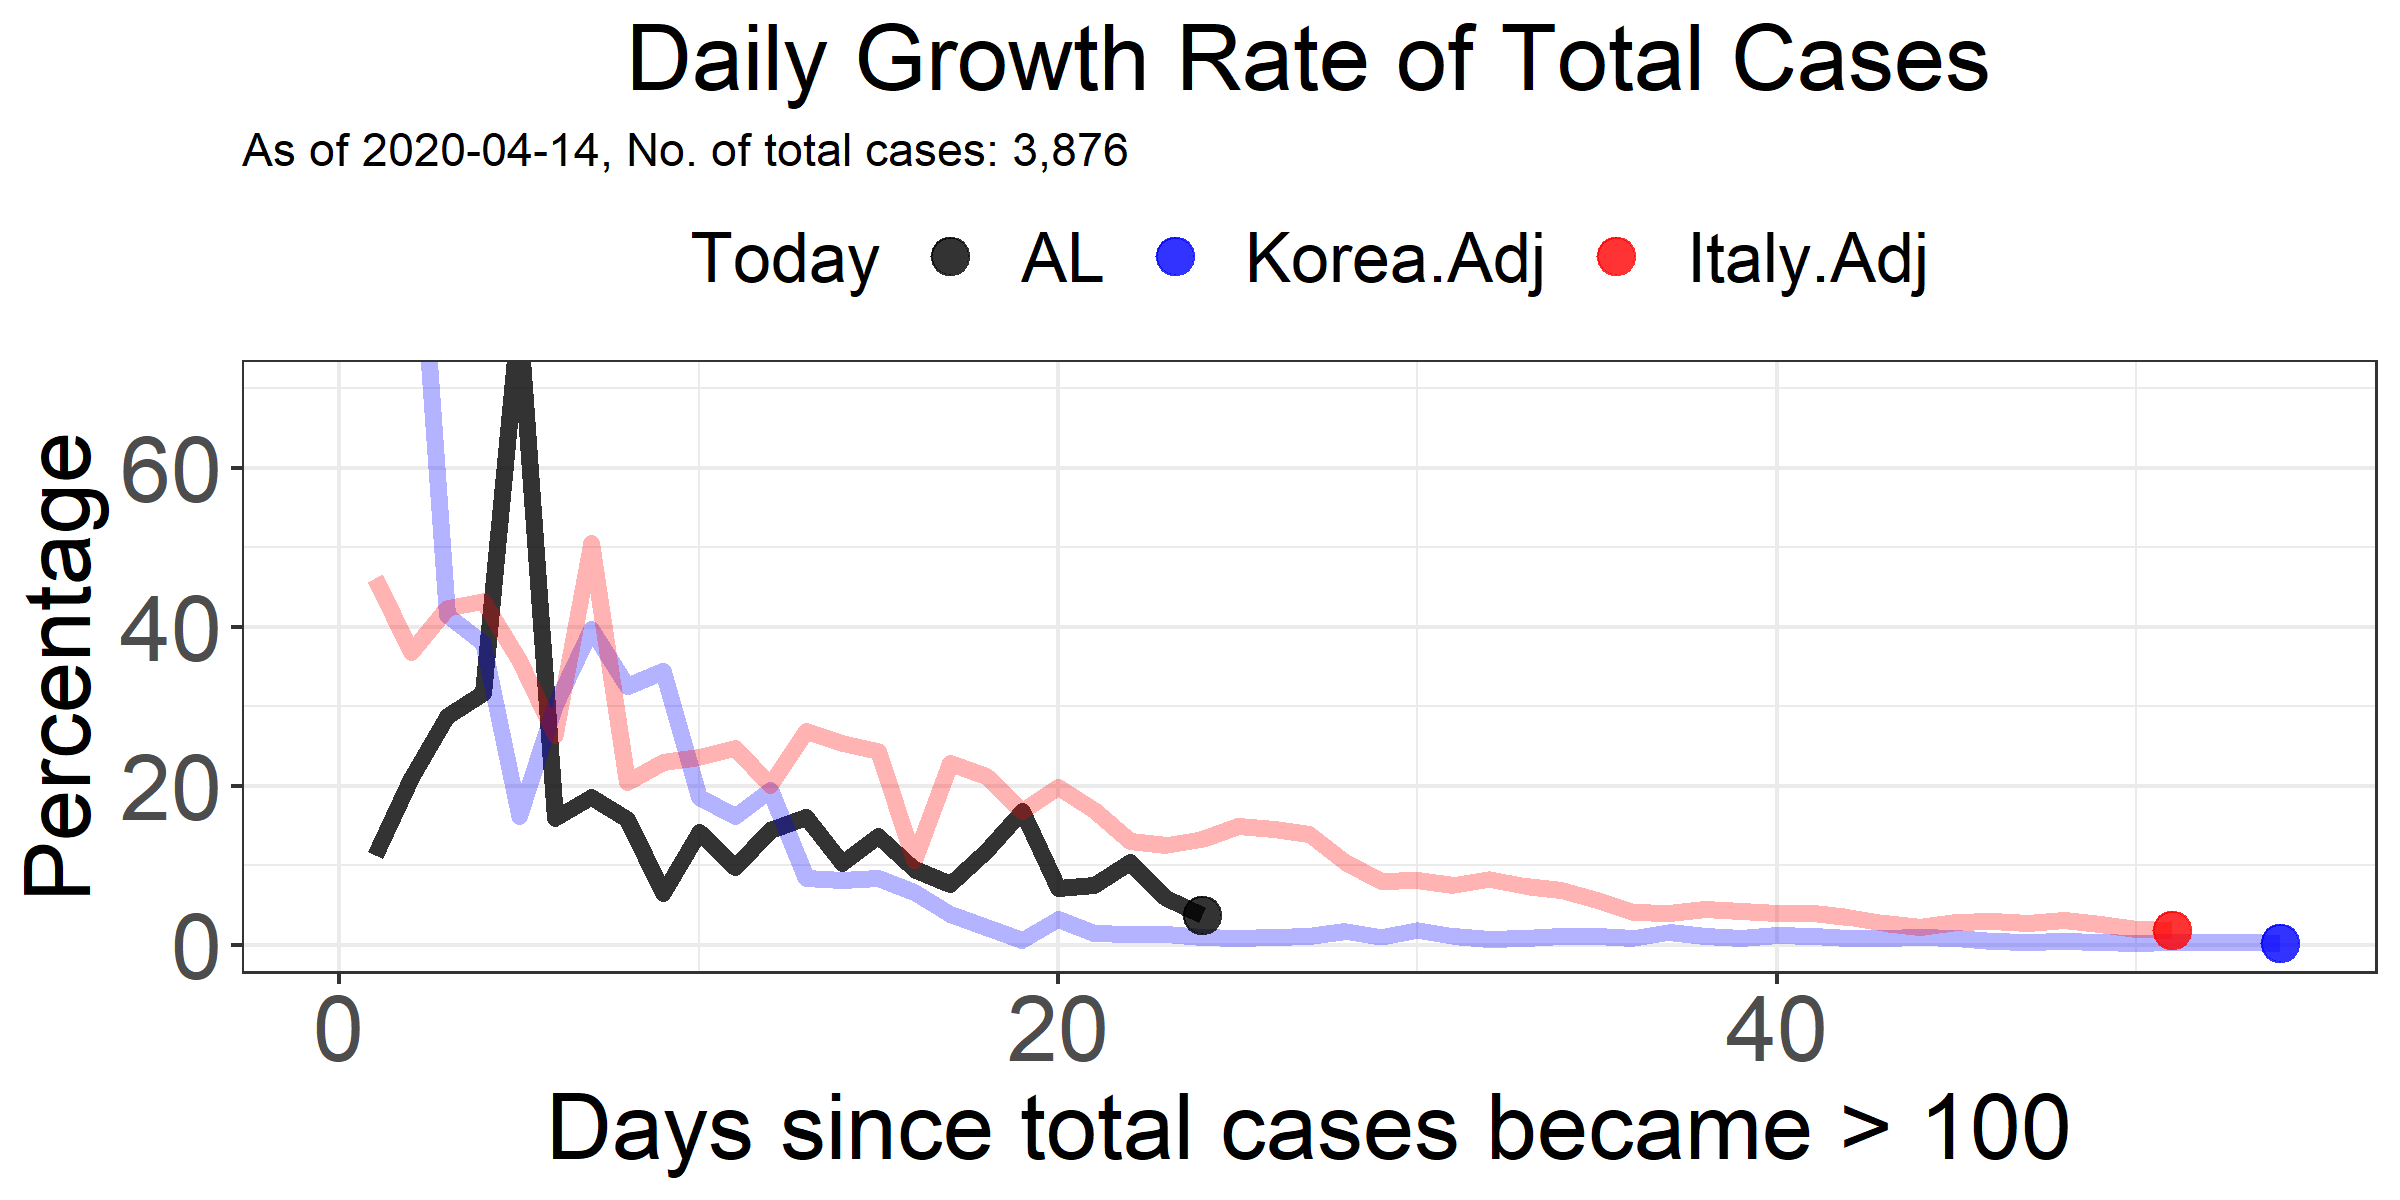 Daily Growth Rate of Total Cases
As of 2020-04-14, No. of total cases: 3,876
Today AL Korea.Adj Italy.Adj
Percentage
60
40
20
0
0 20 40
Days since total cases became > 100